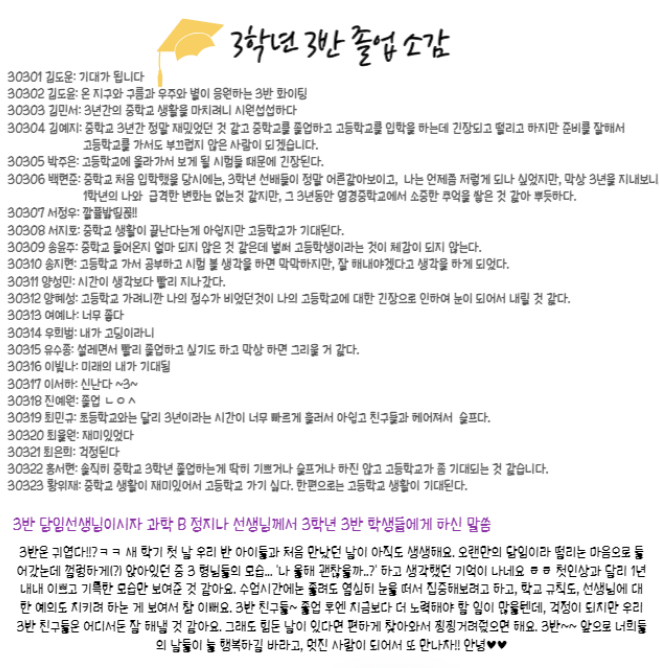 3학년 3반 졸업 소감
30301 김도운: 기대가 됩니다
30302 김도윤: 온 지구와 구름과 우주와 별이 응원하는 3반 화이팅
30303 김민서: 3년간의 중학교 생활을 마치려니 시원섭섭하다
30304 김예지: 중학교 3년간 정말 재밌었던 것 같고 중학교를 졸업하고 고등학교를 입학을 하는데 긴장되고 떨리고 하지만 준비를 잘해서
고등학교를 가서도 부끄럽지 않은 사람이 되겠습니다.
30305 박주은: 고등학교에 올라가서 보게 될 시험들 때문에 긴장된다.
30306 백현준: 중학교 처음 입학했을 당시에는, 3학년 선배들이 정말 어른같아보이고, 나는 언제쯤 저렇게 되나 싶었지만, 막상 3년을 지내보니
1학년의 나와 급격한 변화는 없는것 같지만, 그 3년동안 염경중학교에서 소중한 추억을 쌓은 것 같아 뿌듯하다.
30307 서정우: 깔쌈발림꼼!!
30308 서지호: 중학교 생활이 끝난다는게 아쉽지만 고등학교가 기대된다.
30309 송윤주: 중학교 들어온지 얼마 되지 않은 것 같은데 벌써 고등학생이라는 것이 체감이 되지 않는다.
30310 송지현: 고등학교 가서 공부하고 시험 볼 생각을 하면 막막하지만, 잘 해내야겠다고 생각을 하게 되었다.
30311 양성민: 시간이 생각보다 빨리 지나갔다.
30312 양혜성: 고등학교 가려니깐 나의 점수가 비었던것이 나의 고등학교에 대한 긴장으로 인하여 눈이 되어서 내릴 것 같다.
30313 여예나: 너무 좋다
30314 우희범: 내가 고딩이라니
30315 유수종: 설레면서 빨리 졸업하고 싶기도 하고 막상 하면 그리울 거 같다.
30316 이빛나: 미래의 내가 기대됨
30317 이서하: 신난다 ~3~
30318 진예원: 졸업 ㄴㅇㅅ
30319 최민규: 초등학교와는 달리 3년이라는 시간이 너무 빠르게 흘러서 아쉽고 친구들과 헤어져서 슬프다.
30320 최율원: 재미있었다
30321 최은희: 걱정된다
30322 홍서현: 솔직히 중학교 3학년 졸업하는게 딱히 기쁘거나 슬프거나 하진 않고 고등학교가 좀 기대되는 것 같습니다.
30323 황위재: 중학교 생활이 재미있어서 고등학교 가기 싫다. 한편으로는 고등학교 생활이 기대된다.
3반 담임선생님이시자 과학 B 정지나 선생님께서 3학년 3반 학생들에게 하신 말씀
3반은 귀엽다!!?ㅋㅋ 새 학기 첫 날 우리 반 아이들과 처음 만났던 날이 아직도 생생해요. 오랜만의 담임이라 떨리는 마음으로 들
어갔는데 껄렁하게(?) 앉아있던 중 3 형님들의 모습... '나 올해 괜찮을까..?' 하고 생각했던 기억이 나네요 ㅎㅎ 첫인상과 달리 1년
내내 이쁘고 기특한 모습만 보여준 것 같아요. 수업시간에는 졸려도 열심히 눈을 떠서 집중해보려고 하고, 학교 규칙도, 선생님에 대
한 예의도 지키려 하는 게 보여서 참 이뻐요. 3반 친구들~ 졸업 후엔 지금보다 더 노력해야 할 일이 많을텐데, 걱정이 되지만 우리
3반 친구들은 어디서든 잘 해낼 것 같아요. 그래도 힘든 날이 있다면 편하게 찾아와서 찡찡거려줬으면 해요. 3반~~ 앞으로 너희들
의 날들이 늘 행복하길 바라고, 멋진 사람이 되어서 또 만나자!! 안녕♥♥